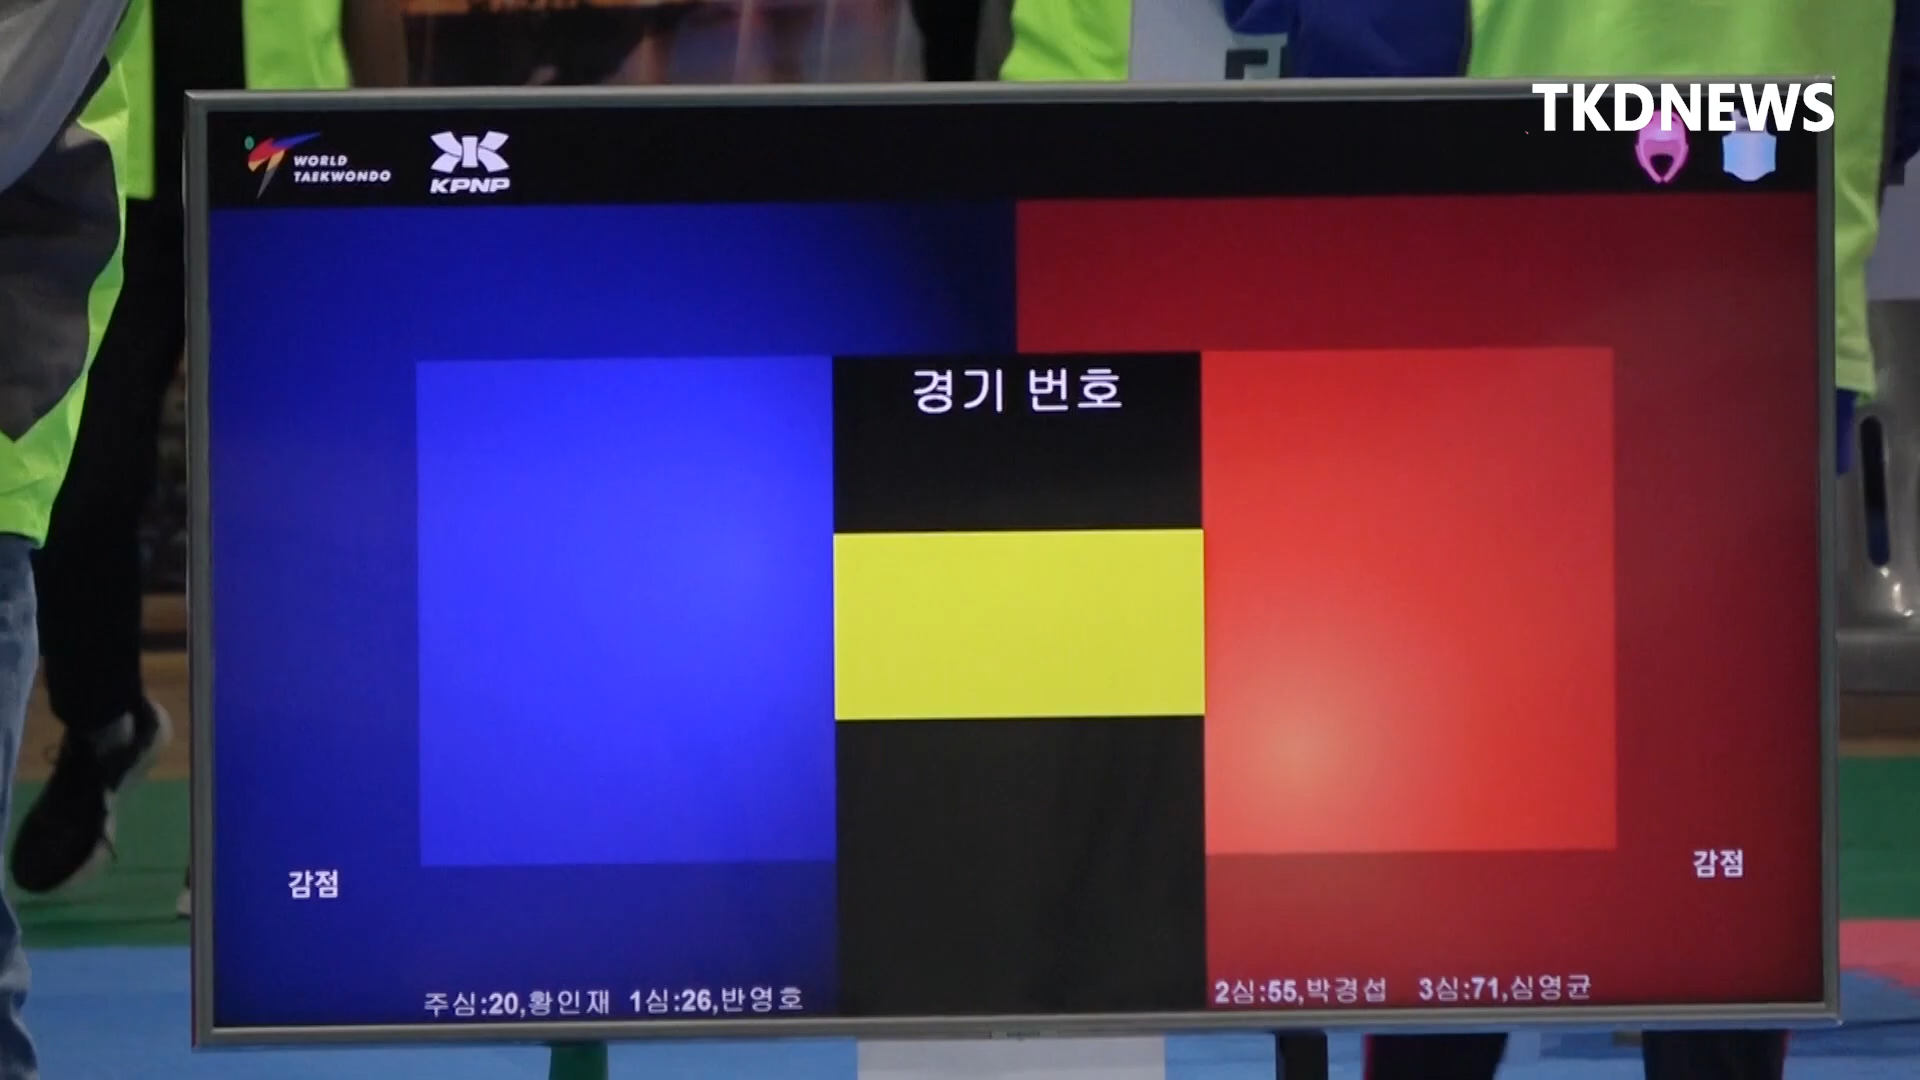 TKDNEWS
WORLD
TAEKWONDO
KPNP
경기 번호
감점
감점
주심:20,황인재 1심:26,반영호
2심:55,박경섭 3심:71,심영균